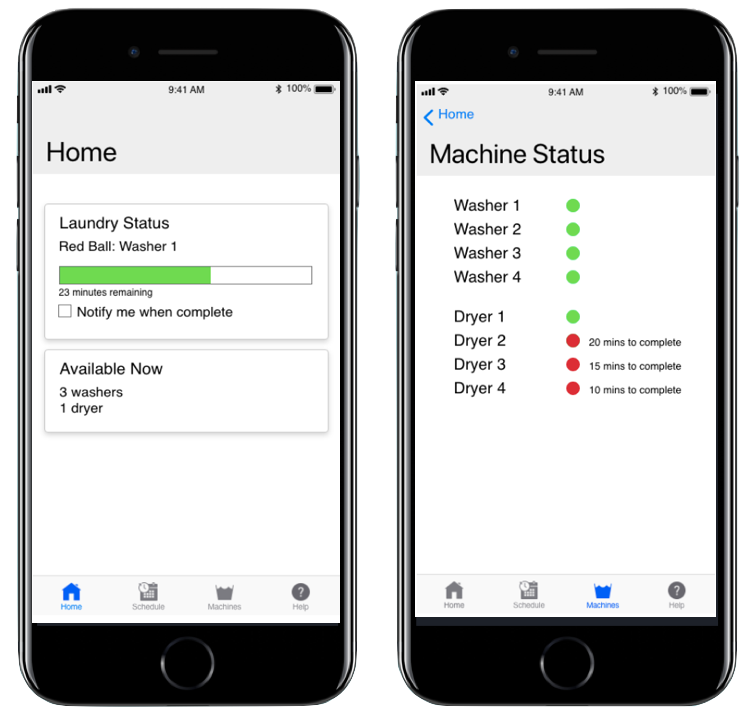 9:41 AM
100%
Home
Laundry Status
Red Ball: Washer 1
23 minutes remaining
Notify me when complete
Available Now
3 washers
1 dryer
Home
Schedule
Machines
Help
9:41 AM
100%
Home
Machine Status
Washer 1
Washer 2
Washer 3
Washer 4
Dryer 1
Dryer 2 20 mins to complete
Dryer 3 15 mins to complete
Dryer 4 10 mins to complete
Home
Schedule
Machines
Help